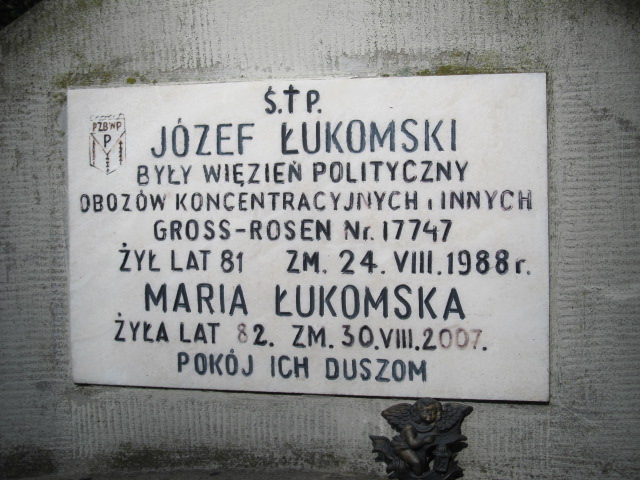 Ś.†P.
JÓZEF ŁUKOMSKI
BYŁY WIĘZIEŃ POLITYCZNY
OBOZÓW KONCENTRACYJNYCH i INNYCH
GROSS-ROSEN Nr. 17747
ŻYŁ LAT 81 ZM. 24. VIII. 1988 r.
MARIA ŁUKOMSKA
ŻYŁA LAT 82. ZM. 30.VIII.2007.
POKÓJ ICH DUSZOM
PZBWP
P